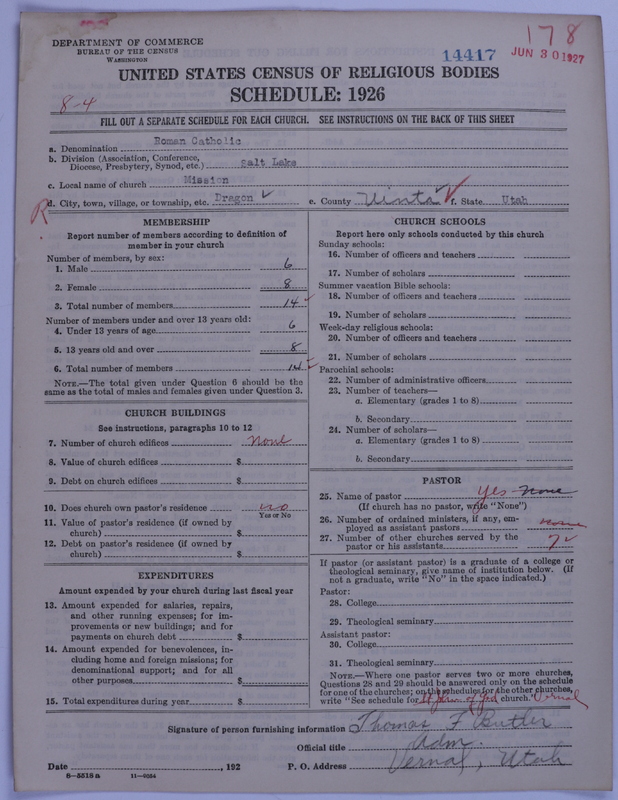 178
DEPARTMENT OF COMMERCE
BUREAU OF THE CENSUS
WASHINGTON
14417
JUN 30 1927
UNITED STATES CENSUS OF RELIGIOUS BODIES
8-4
SCHEDULE: 1926
FILL OUT A SEPARATE SCHEDULE FOR EACH CHURCH. SEE INSTRUCTIONS ON THE BACK OF THIS SHEET
a. Denomination Roman Catholic
b. Division (Association, Conference, Diocese, Presbytery, Synod, etc.) Salt Lake
c. Local name of church Mission
R d. City, town, village, or township, etc. Dragon ✓ e. County Uinta ✓ f. State Utah
MEMBERSHIP
Report number of members according to definition of
member in your church
Number of members, by sex:
1. Male 6
2. Female 8
3. Total number of members 14
Number of members under and over 13 years old:
4. Under 13 years of age 6
5. 13 years old and over 8
6. Total number of members 14
NOTE.—The total given under Question 6 should be the
same as the total of males and females given under Question 3.
CHURCH BUILDINGS
See instructions, paragraphs 10 to 12
7. Number of church edifices None
8. Value of church edifices $
9. Debt on church edifices $
10. Does church own pastor's residence no
Yes or No
11. Value of pastor's residence (if owned by
church) $
12. Debt on pastor's residence (if owned by
church) $
EXPENDITURES
Amount expended by your church during last fiscal year
13. Amount expended for salaries, repairs,
and other running expenses; for im-
provements or new buildings; and for
payments on church debt $
14. Amount expended for benevolences, in-
cluding home and foreign missions; for
denominational support; and for all
other purposes $
15. Total expenditures during year $
CHURCH SCHOOLS
Report here only schools conducted by this church
Sunday schools:
16. Number of officers and teachers
17. Number of scholars
Summer vacation Bible schools:
18. Number of officers and teachers
19. Number of scholars
Week-day religious schools:
20. Number of officers and teachers
21. Number of scholars
Parochial schools:
22. Number of administrative officers
23. Number of teachers—
a. Elementary (grades 1 to 8)
b. Secondary
24. Number of scholars—
a. Elementary (grades 1 to 8)
b. Secondary
PASTOR
25. Name of pastor yes None
(If church has no pastor, write "None")
26. Number of ordained ministers, if any, em-
ployed as assistant pastors none
27. Number of other churches served by the
pastor or his assistants 7
If pastor (or assistant pastor) is a graduate of a college or
theological seminary, give name of institution below. (If
not a graduate, write "No" in the space indicated.)
Pastor:
28. College
29. Theological seminary
Assistant pastor:
30. College
31. Theological seminary
NOTE.—Where one pastor serves two or more churches,
Questions 28 and 29 should be answered only on the schedule
for one of the churches; on the schedules for the other churches,
write "See schedule for of God church." Vernal
Signature of person furnishing information Thomas F Butler
Official title Adm.
Date , 192 P. O. Address Vernal, Utah
8-5518 a 11-9034